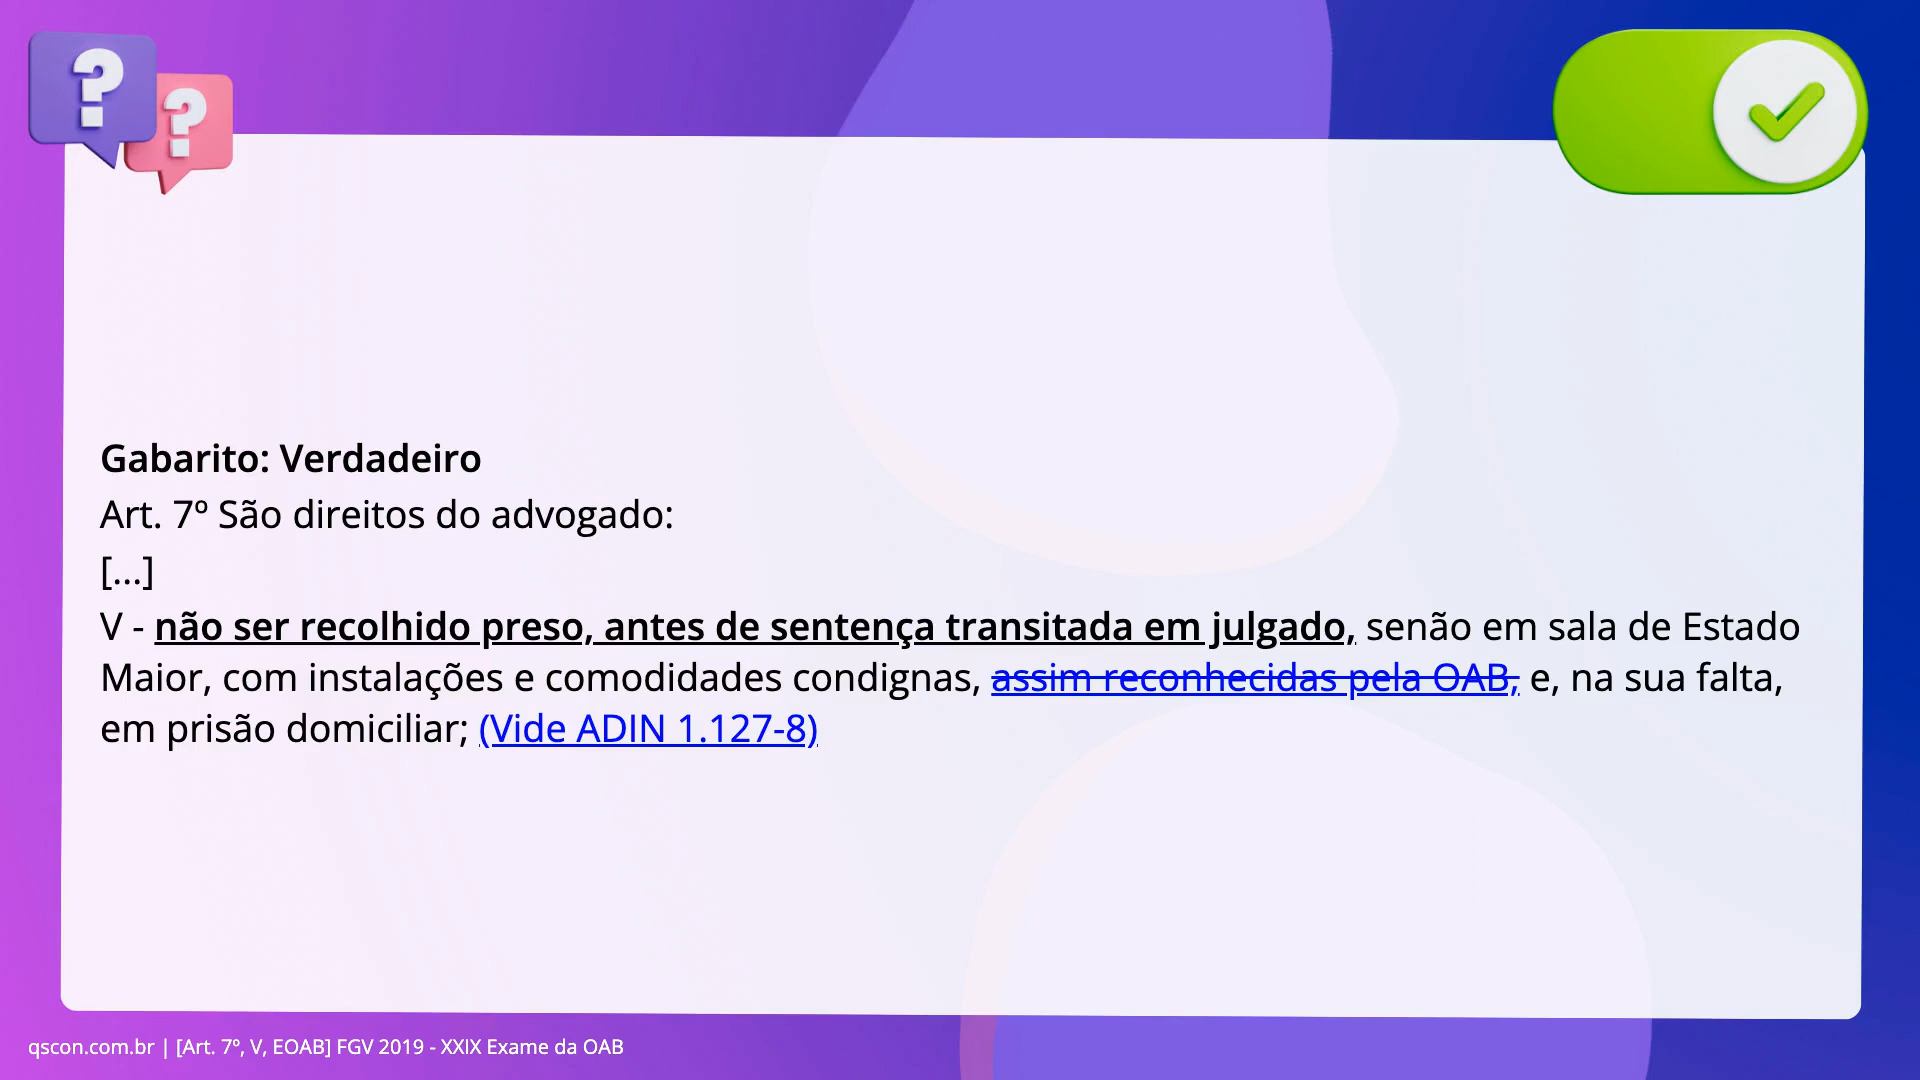 ?
?
Gabarito: Verdadeiro
Art. 7º São direitos do advogado:
[...]
V - não ser recolhido preso, antes de sentença transitada em julgado, senão em sala de Estado
Maior, com instalações e comodidades condignas, assim reconhecidas pela OAB, e, na sua falta,
em prisão domiciliar; (Vide ADIN 1.127-8)
qscon.com.br | [Art. 7º, V, EOAB] FGV 2019 - XXIX Exame da OAB